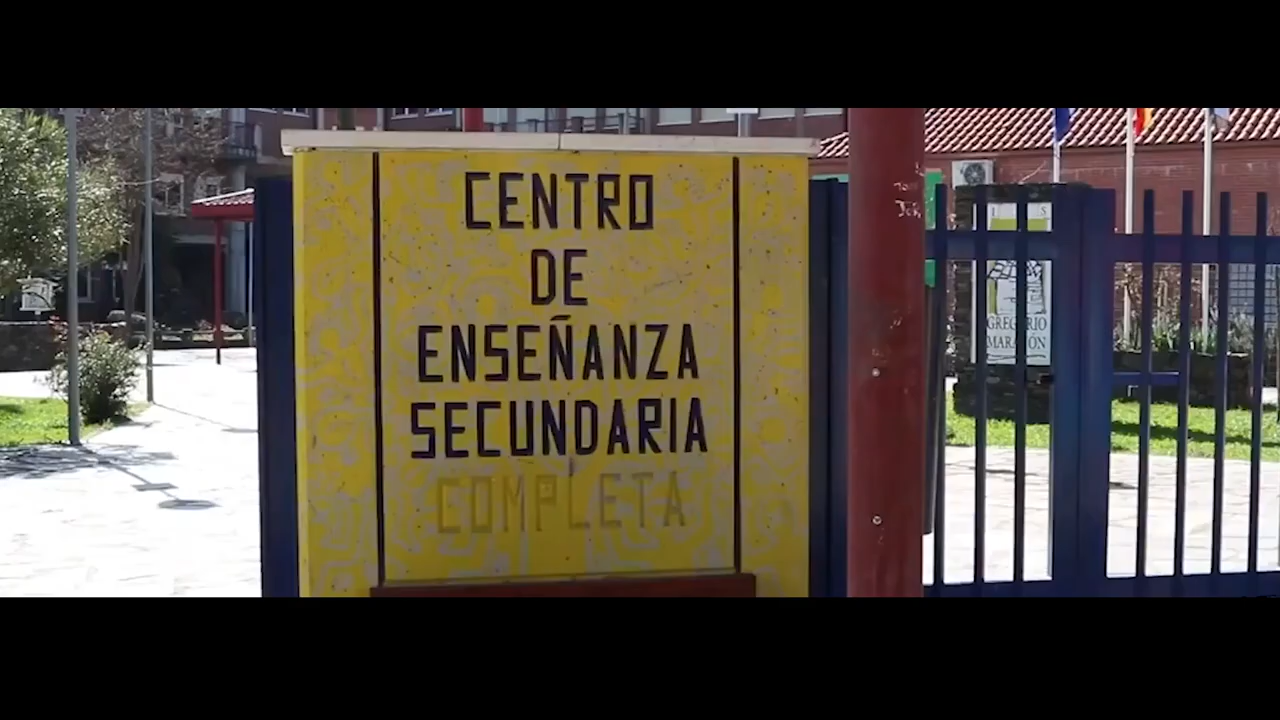 CENTRO
DE
ENSEÑANZA
SECUNDARIA
COMPLETA
GREGORIO
MARAÑÓN